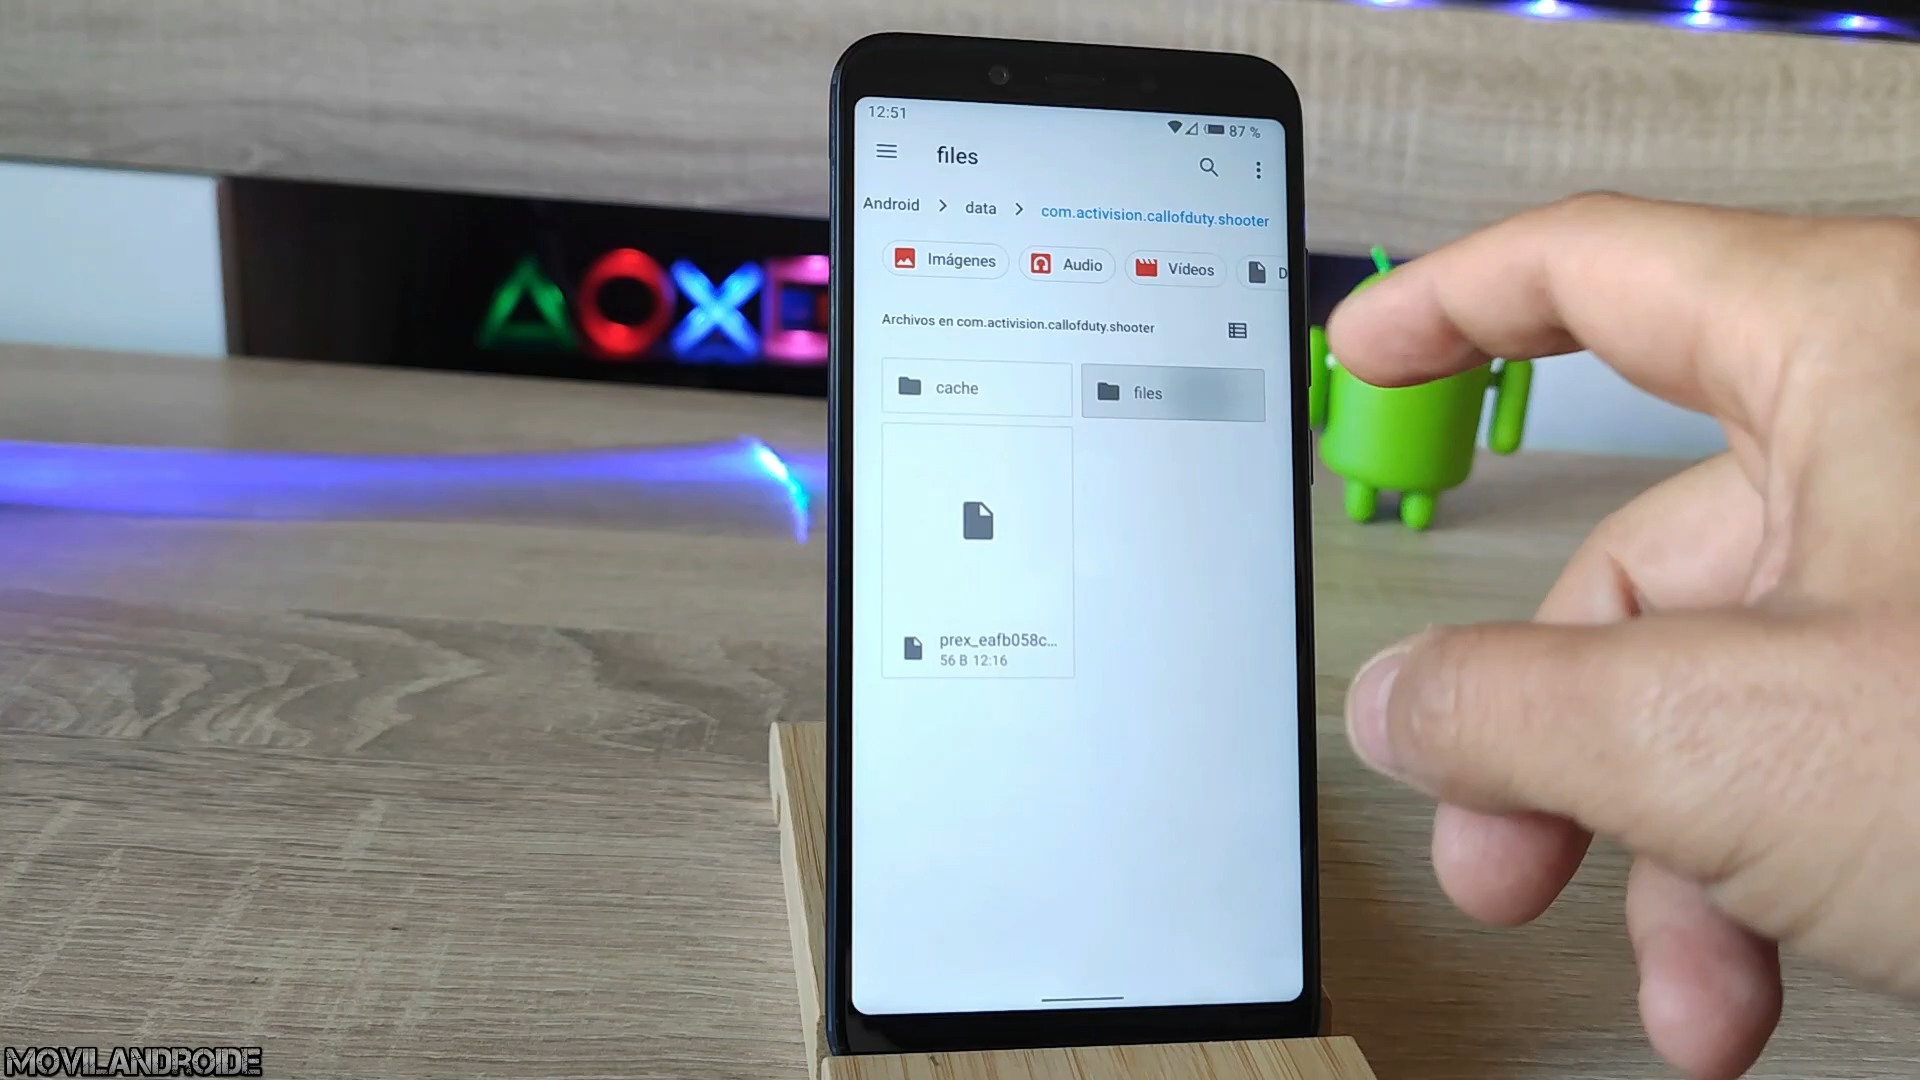 12:51
87 %
files
Android > data > com.activision.callofduty.shooter
Imágenes
Audio
Vídeos
D
Archivos en com.activision.callofduty.shooter
cache
files
prex_eafb058c...
56 B 12:16
MOVILANDROIDE